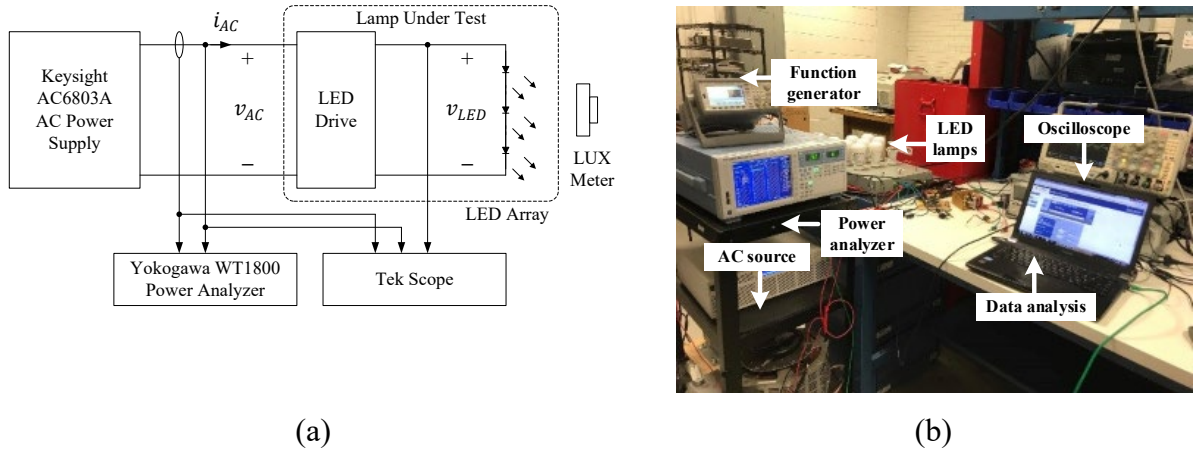 Keysight
AC6803A
AC Power
Supply
i_AC
+
v_AC
−
Lamp Under Test
LED
Drive
+
v_LED
−
LUX
Meter
LED Array
Yokogawa WT1800
Power Analyzer
Tek Scope
(a)
Function
generator
LED
lamps
Oscilloscope
Power
analyzer
AC source
Data analysis
(b)